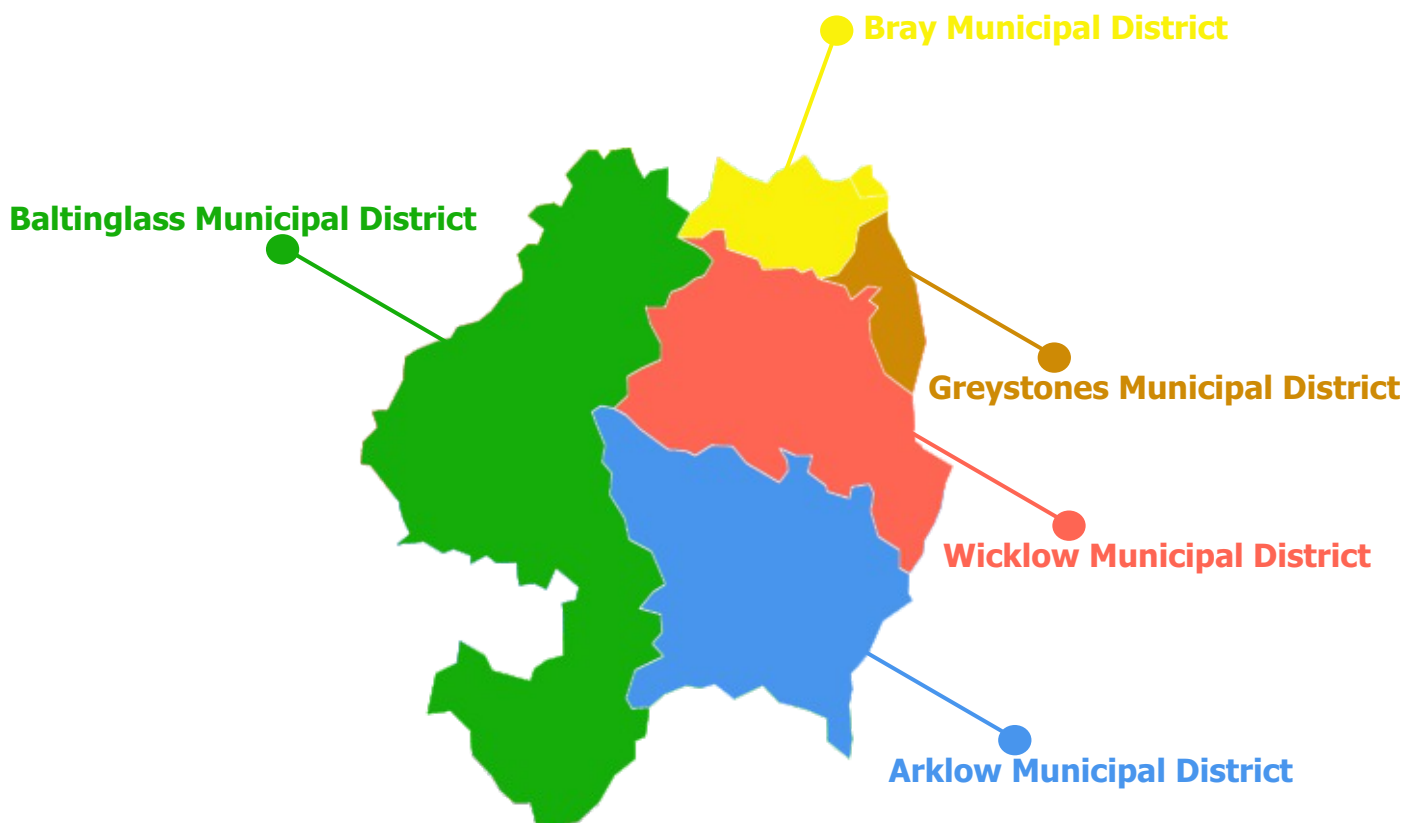 Bray Municipal District
Baltinglass Municipal District
Greystones Municipal District
Wicklow Municipal District
Arklow Municipal District